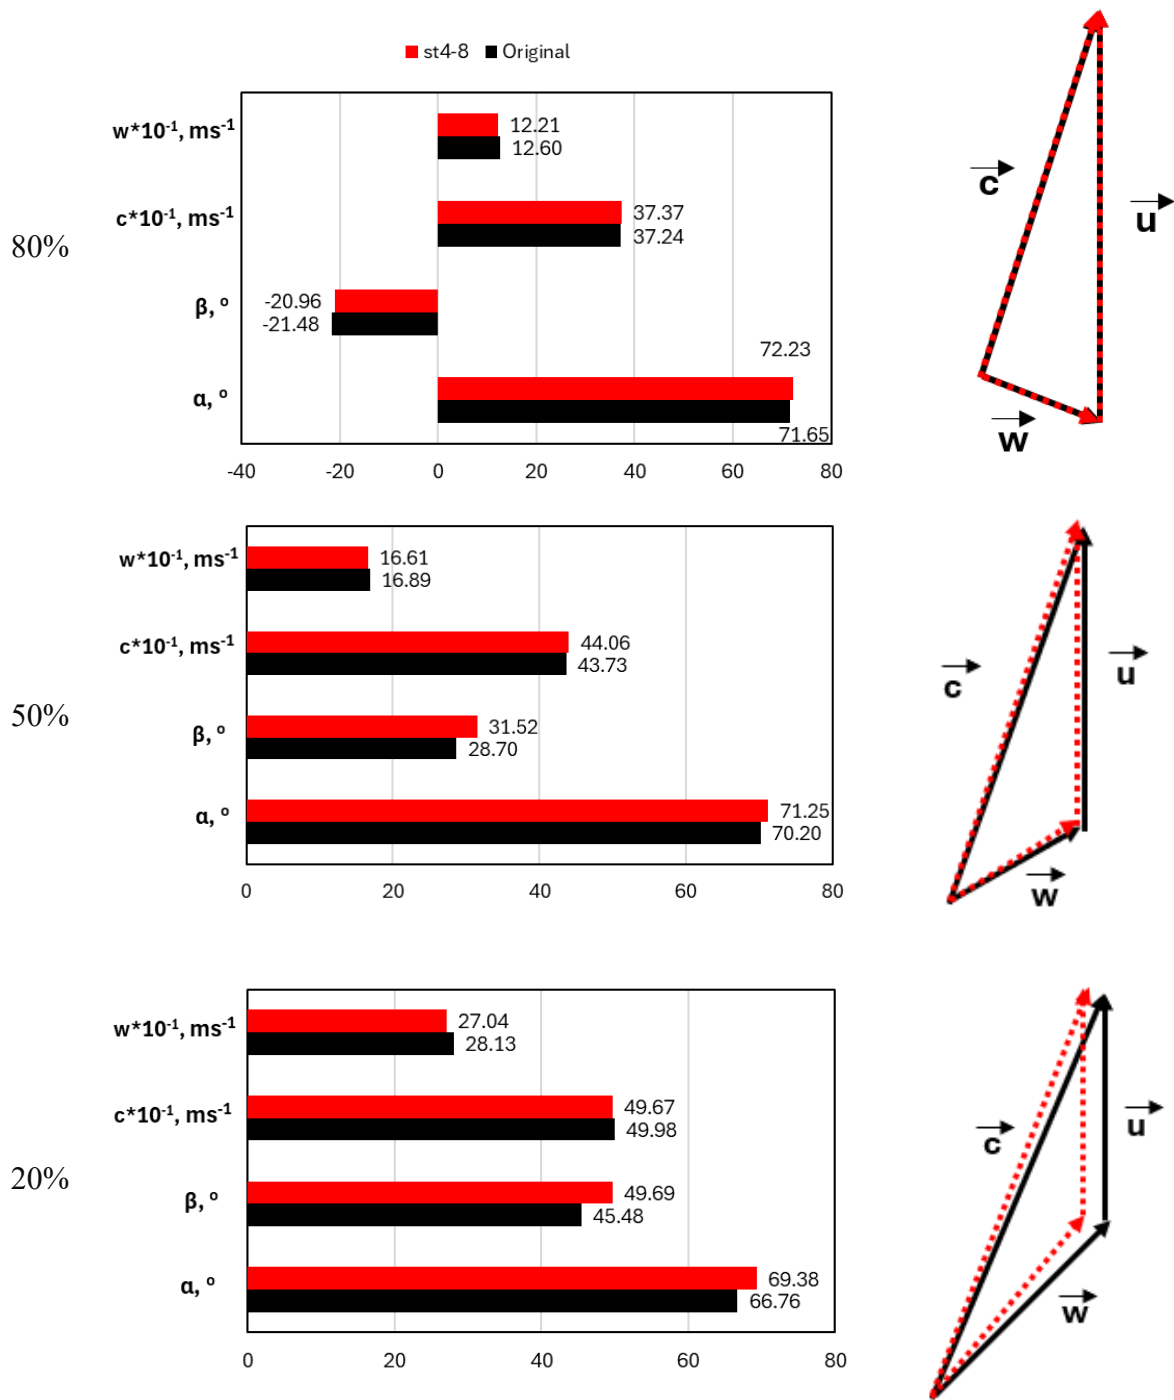 st4-8 Original
w*10⁻¹, ms⁻¹ 12.21
12.60
c*10⁻¹, ms⁻¹ 37.37
37.24
80%
β, º -20.96
-21.48
72.23
α, º
71.65
-40 -20 0 20 40 60 80
c
u
w
w*10⁻¹, ms⁻¹ 16.61
16.89
c*10⁻¹, ms⁻¹ 44.06
43.73
50%
β, º 31.52
28.70
α, º 71.25
70.20
0 20 40 60 80
c
u
w
w*10⁻¹, ms⁻¹ 27.04
28.13
c*10⁻¹, ms⁻¹ 49.67
49.98
20%
β, º 49.69
45.48
α, º 69.38
66.76
0 20 40 60 80
c
u
w